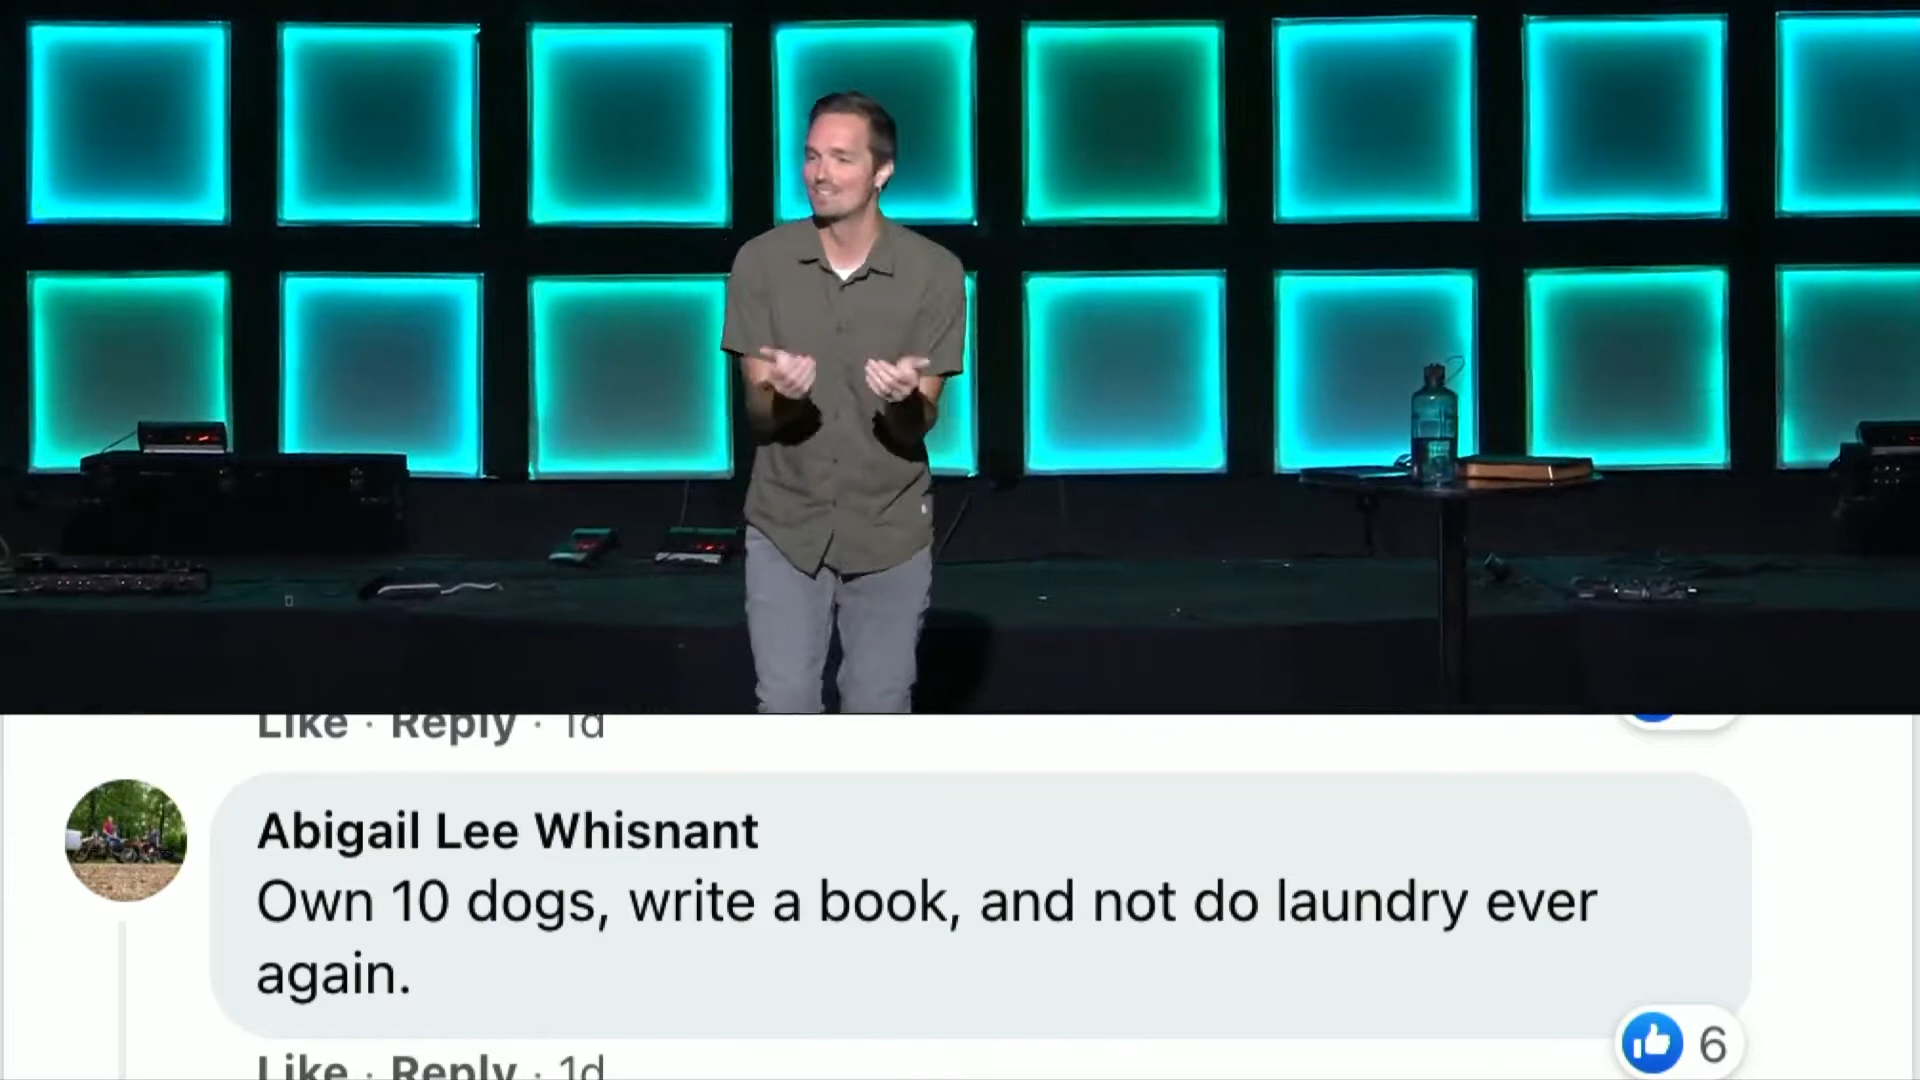 Like · Reply · 1d
Abigail Lee Whisnant
Own 10 dogs, write a book, and not do laundry ever
again.
6
Like · Reply · 1d